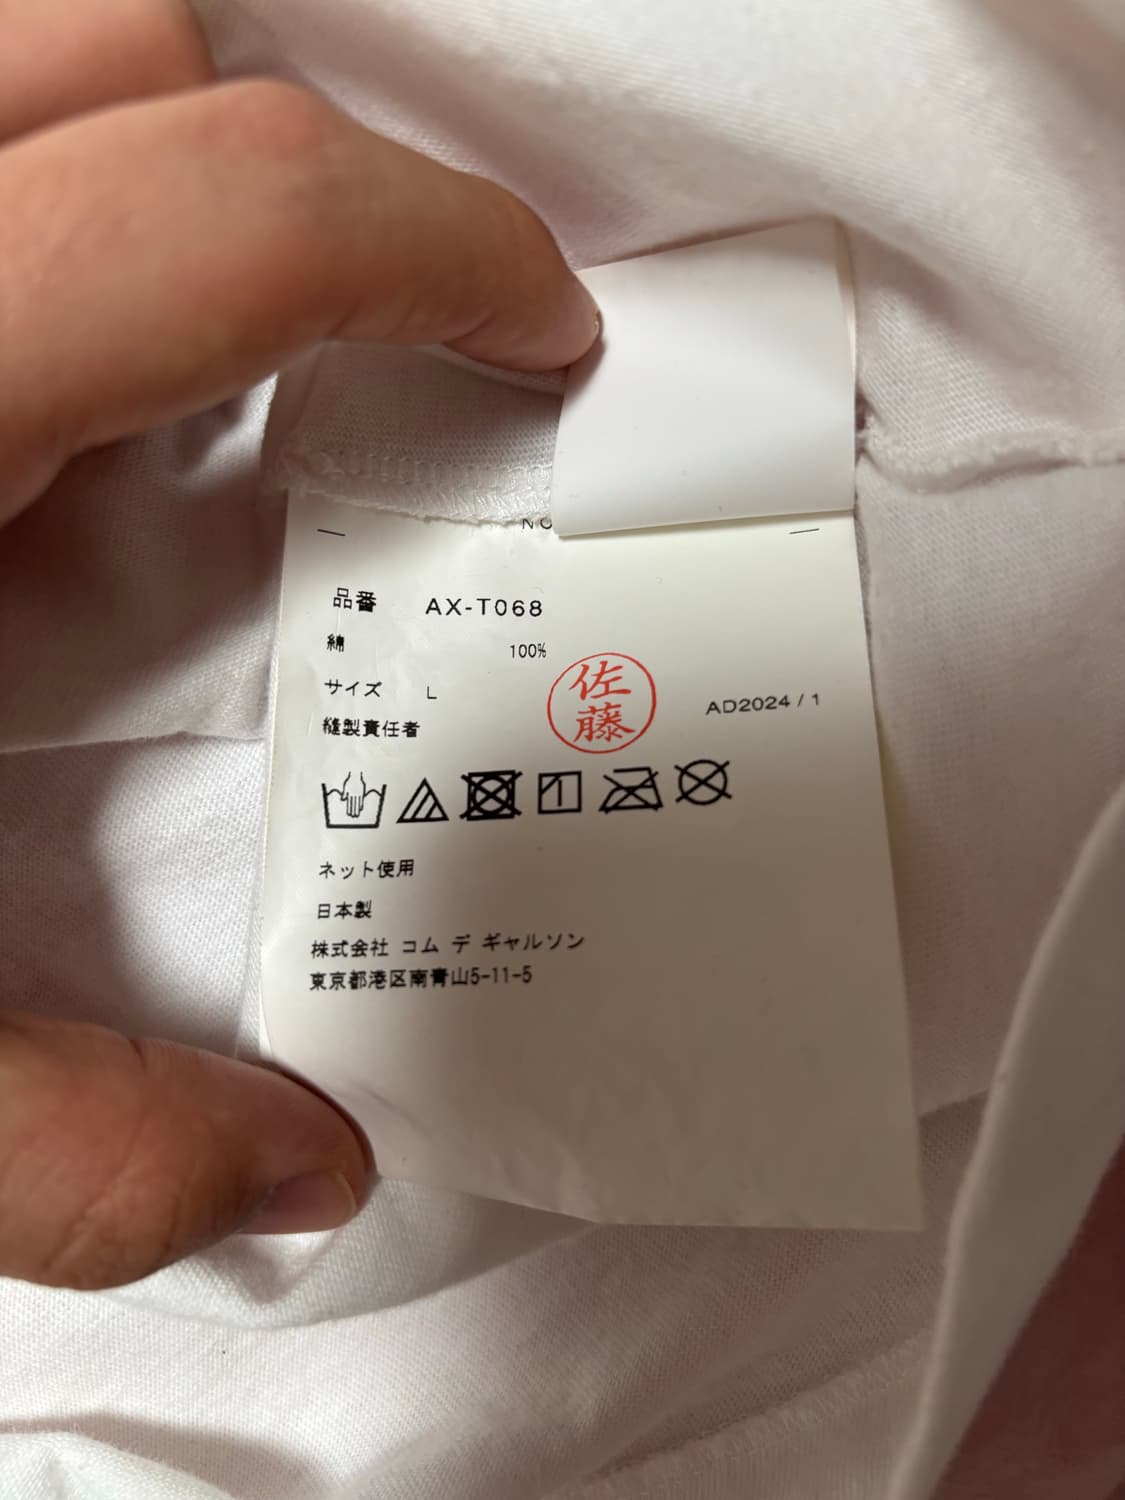 品番 AX-T068
綿 100%
サイズ L
縫製責任者 佐藤
AD2024 / 1
ネット使用
日本製
株式会社 コム デ ギャルソン
東京都港区南青山5-11-5